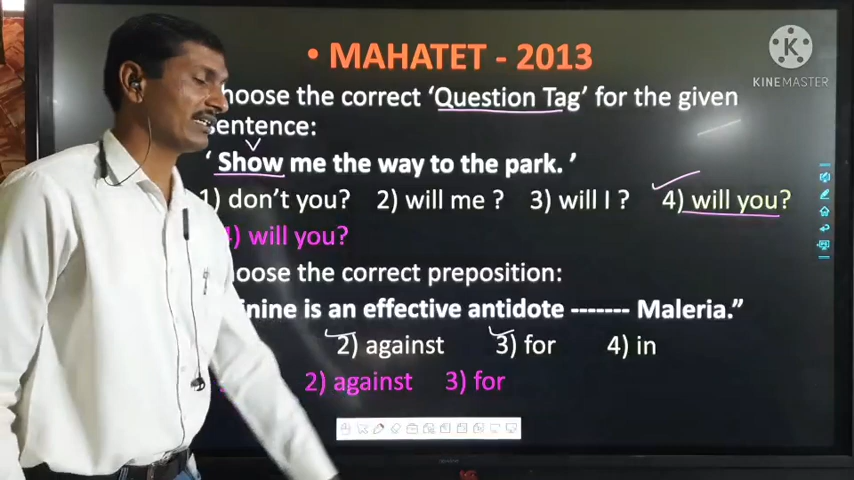 • MAHATET - 2013
KINEMASTER
hoose the correct ‘Question Tag’ for the given
sentence:
‘ Show me the way to the park. ’
1) don’t you? 2) will me ? 3) will I ? 4) will you?
4) will you?
oose the correct preposition:
inine is an effective antidote ------- Maleria.”
2) against 3) for 4) in
2) against 3) for